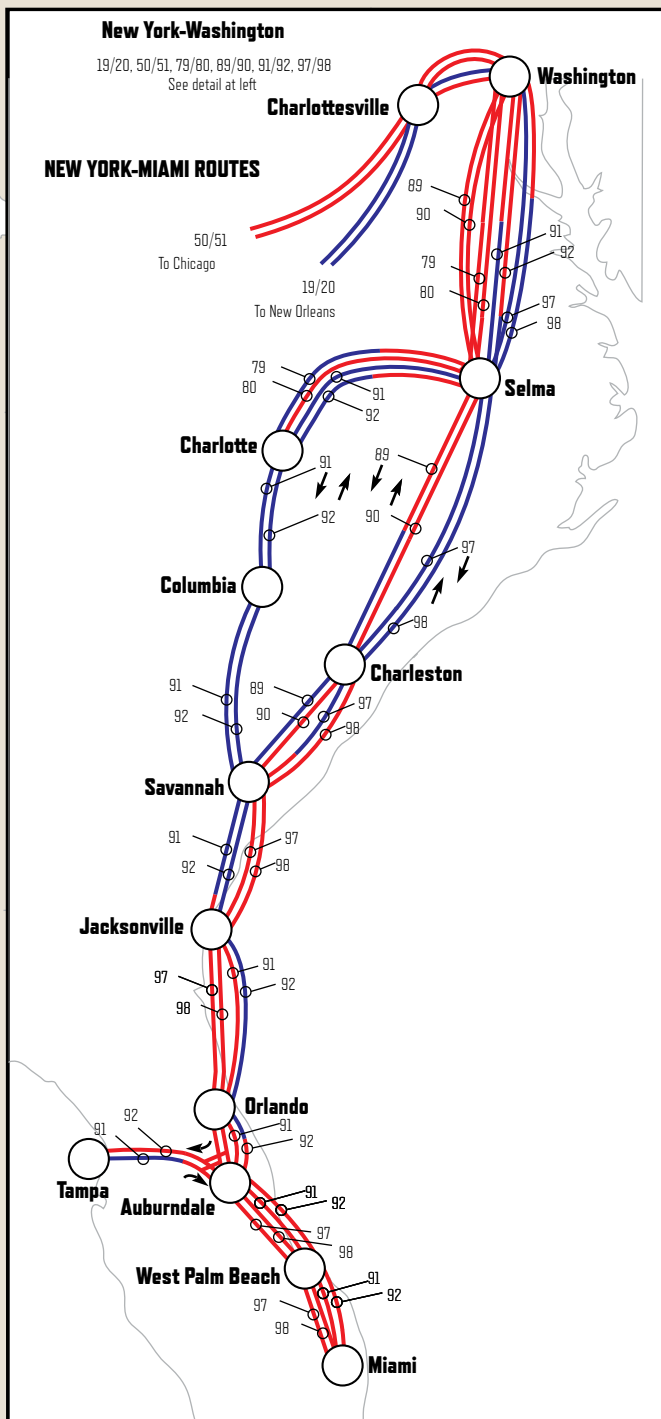 New York-Washington
19/20, 50/51, 79/80, 89/90, 91/92, 97/98
See detail at left
Washington
Charlottesville
NEW YORK-MIAMI ROUTES
89
90
50/51
To Chicago
91
92
79
80
19/20
To New Orleans
97
98
79
80
91
92
Selma
Charlotte
91
89
92
90
97
Columbia
98
Charleston
91
92
89
90
97
98
Savannah
91
92
97
98
Jacksonville
97
98
91
92
Orlando
91
92
91
92
Tampa
Auburndale
91
92
97
98
West Palm Beach
91
92
97
98
Miami